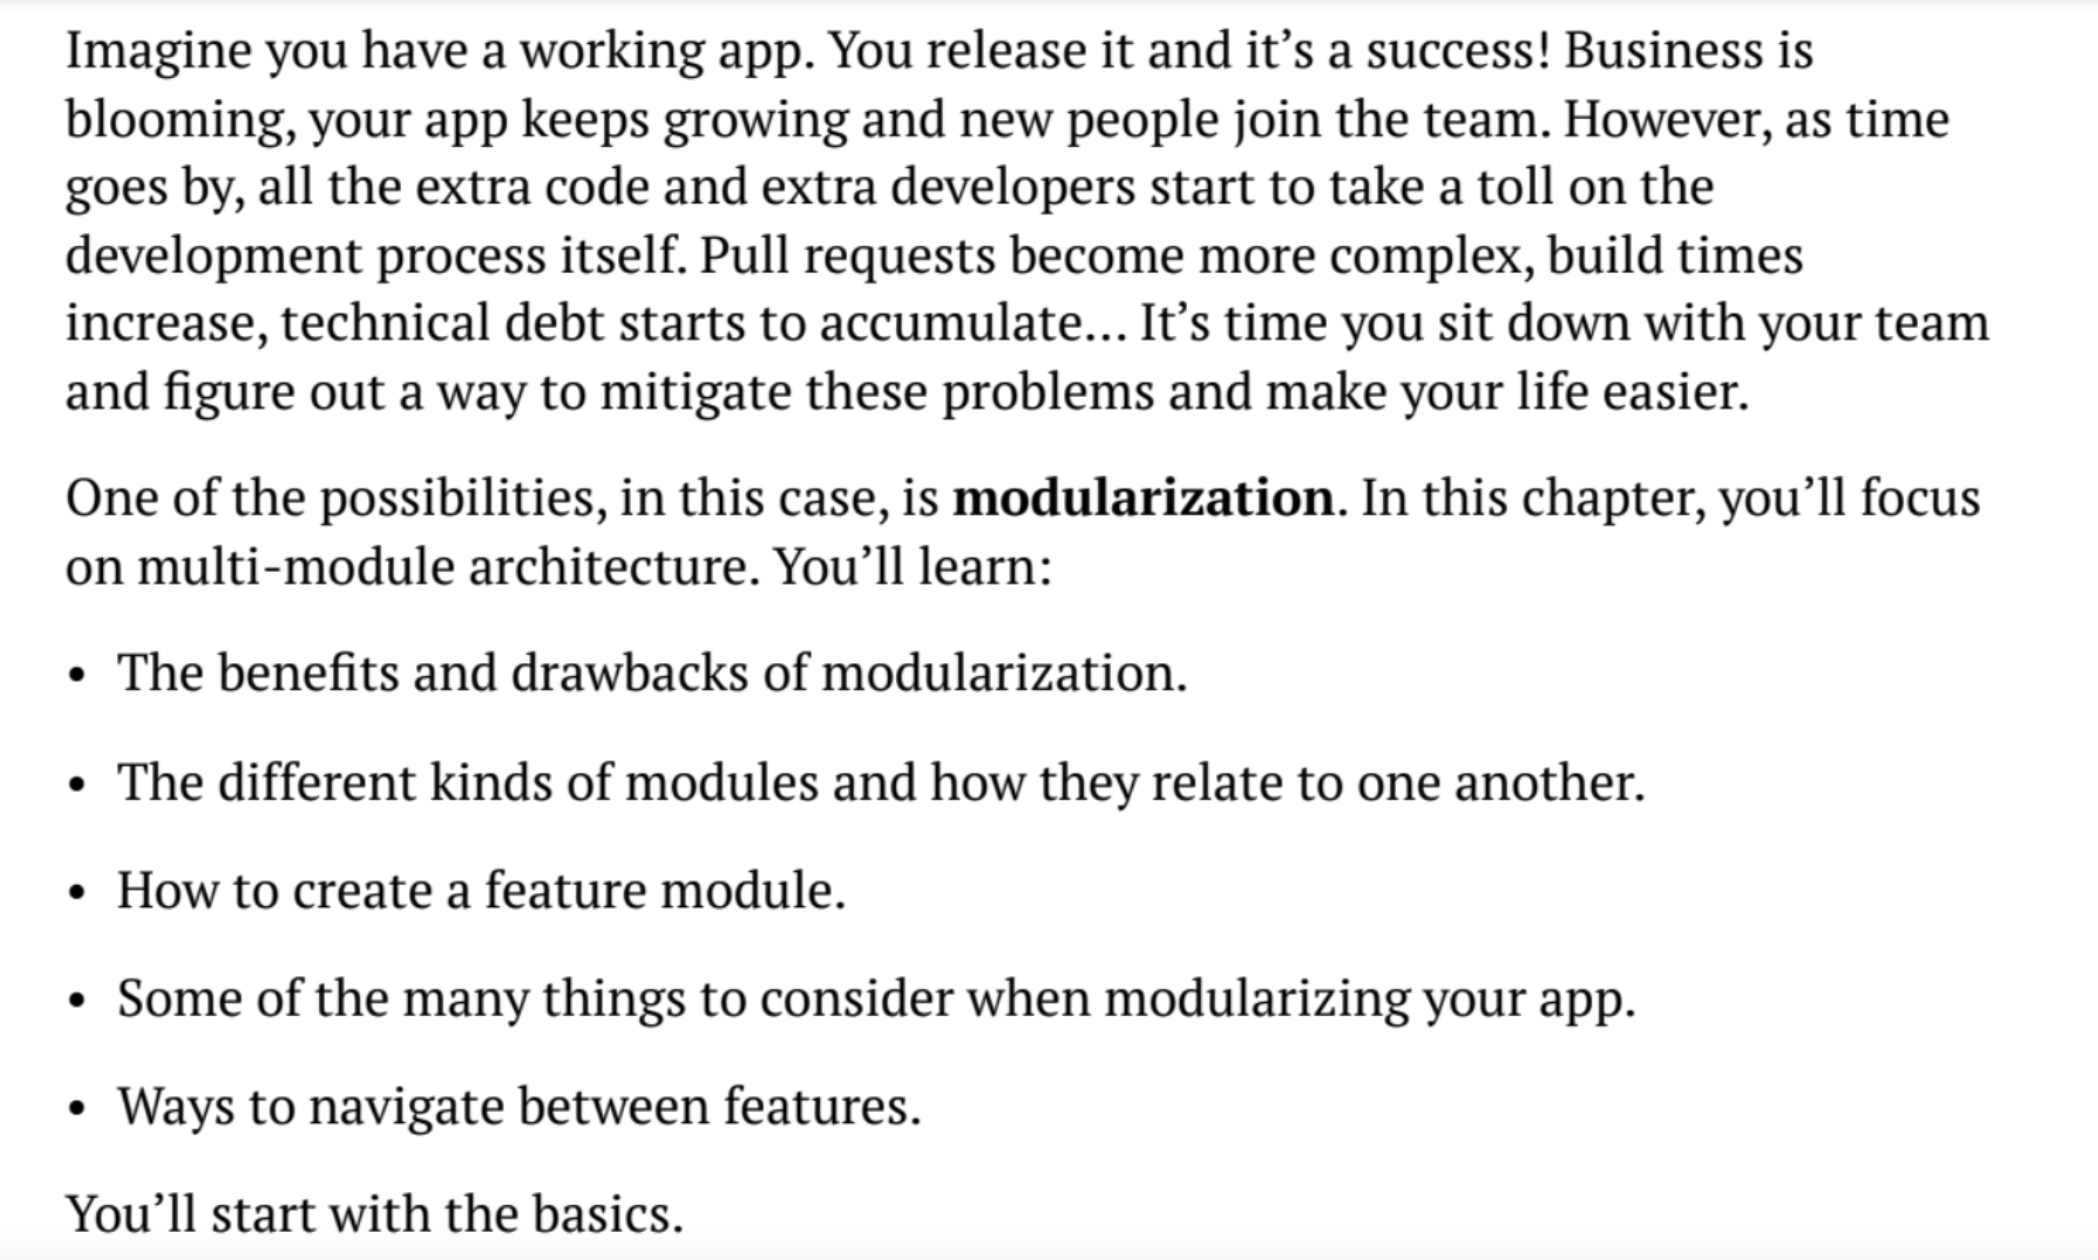 Imagine you have a working app. You release it and it’s a success! Business is
blooming, your app keeps growing and new people join the team. However, as time
goes by, all the extra code and extra developers start to take a toll on the
development process itself. Pull requests become more complex, build times
increase, technical debt starts to accumulate… It’s time you sit down with your team
and figure out a way to mitigate these problems and make your life easier.
One of the possibilities, in this case, is modularization. In this chapter, you’ll focus
on multi-module architecture. You’ll learn:
• The benefits and drawbacks of modularization.
• The different kinds of modules and how they relate to one another.
• How to create a feature module.
• Some of the many things to consider when modularizing your app.
• Ways to navigate between features.
You’ll start with the basics.